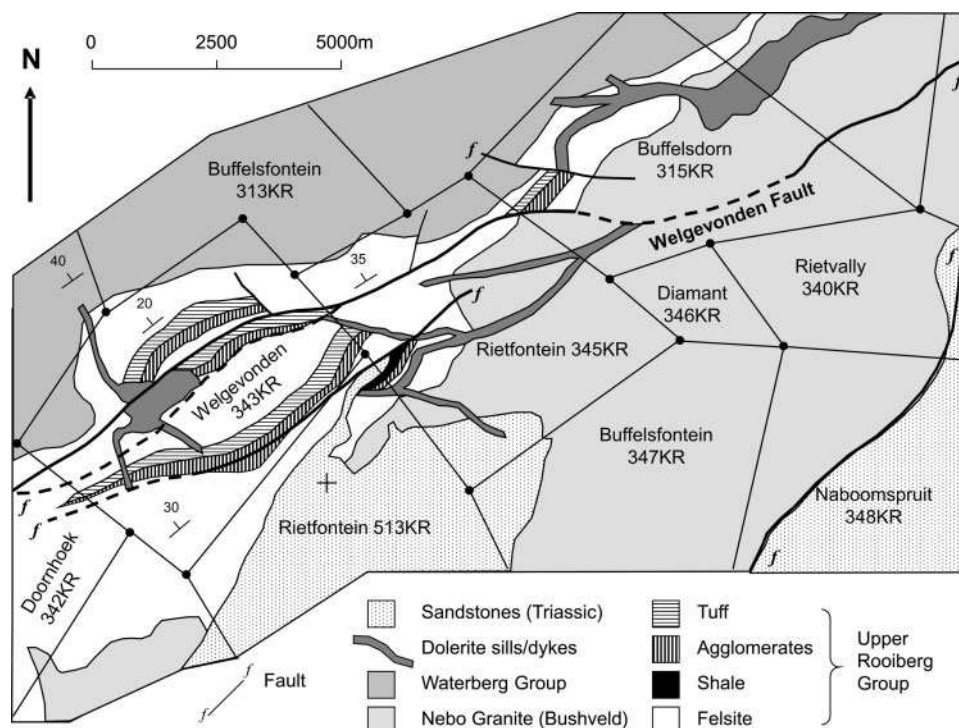 0 2500 5000m
N
f
Buffelsdorn
315KR
f
Buffelsfontein
313KR
Welgevonden Fault
40
35
f
20
Rietvally
340KR
Diamant
346KR
f
Rietfontein 345KR
Welgevonden
343KR
Buffelsfontein
347KR
Naboomspruit
348KR
f
f
30
Rietfontein 513KR
f
Doornhoek
342KR
Sandstones (Triassic)
Dolerite sills/dykes
Waterberg Group
Nebo Granite (Bushveld)
Tuff
Agglomerates
Shale
Felsite
Upper
Rooiberg
Group
f
Fault
f